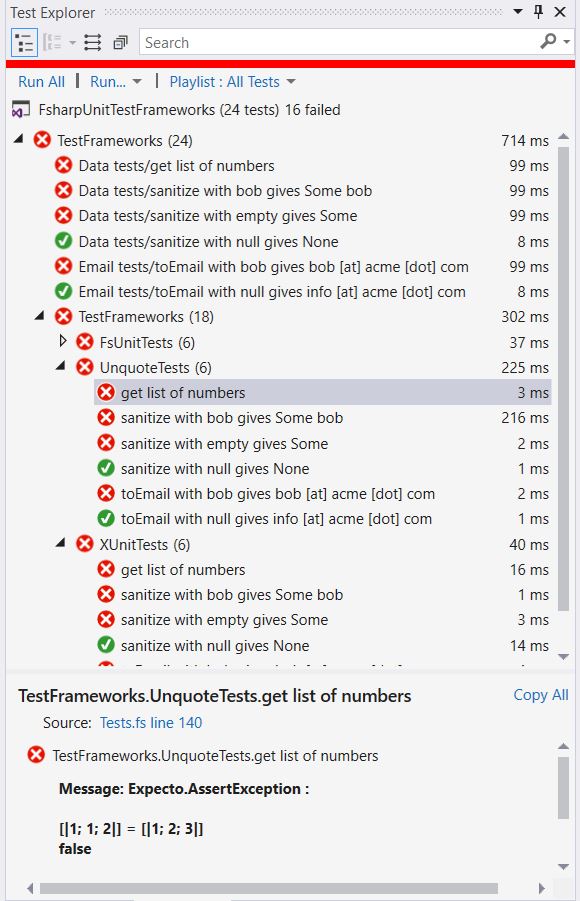 Test Explorer
Search
Run All | Run... | Playlist : All Tests
FsharpUnitTestFrameworks (24 tests) 16 failed
TestFrameworks (24) 714 ms
Data tests/get list of numbers 99 ms
Data tests/sanitize with bob gives Some bob 99 ms
Data tests/sanitize with empty gives Some 99 ms
Data tests/sanitize with null gives None 8 ms
Email tests/toEmail with bob gives bob [at] acme [dot] com 99 ms
Email tests/toEmail with null gives info [at] acme [dot] com 8 ms
TestFrameworks (18) 302 ms
FsUnitTests (6) 37 ms
UnquoteTests (6) 225 ms
get list of numbers 3 ms
sanitize with bob gives Some bob 216 ms
sanitize with empty gives Some 2 ms
sanitize with null gives None 1 ms
toEmail with bob gives bob [at] acme [dot] com 2 ms
toEmail with null gives info [at] acme [dot] com 1 ms
XUnitTests (6) 40 ms
get list of numbers 16 ms
sanitize with bob gives Some bob 1 ms
sanitize with empty gives Some 3 ms
sanitize with null gives None 14 ms
TestFrameworks.UnquoteTests.get list of numbers Copy All
Source: Tests.fs line 140
TestFrameworks.UnquoteTests.get list of numbers
Message: Expecto.AssertException :
[|1; 1; 2|] = [|1; 2; 3|]
false